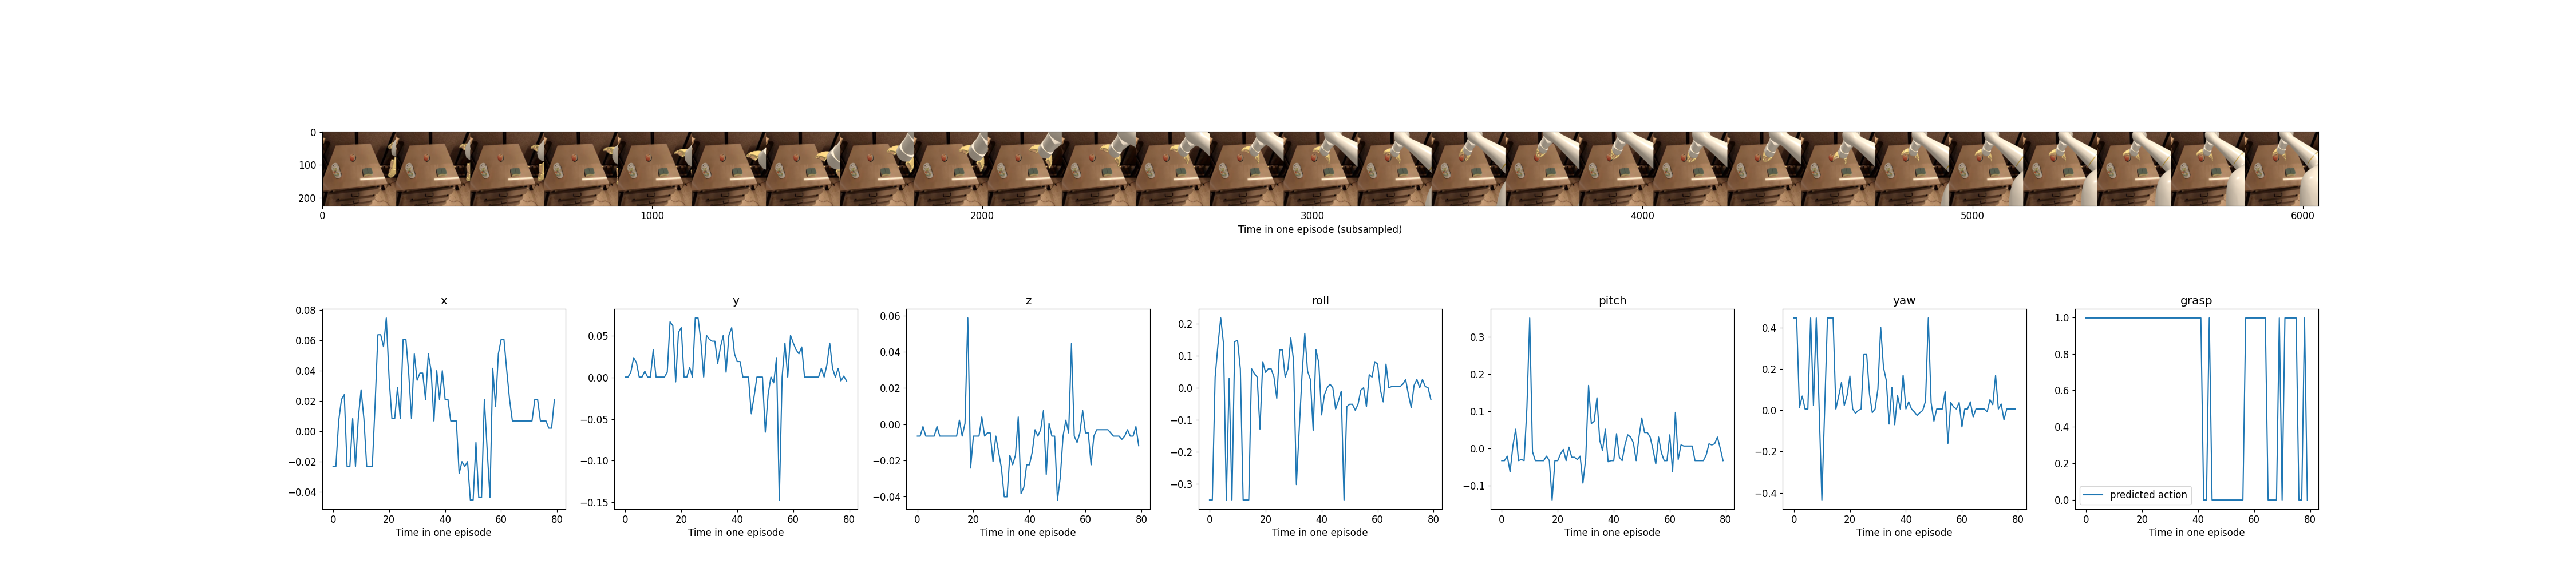 0
100
200
0 1000 2000 3000 4000 5000 6000
Time in one episode (subsampled)
x
0.08
0.06
0.04
0.02
0.00
−0.02
−0.04
0 20 40 60 80
Time in one episode
y
0.05
0.00
−0.05
−0.10
−0.15
0 20 40 60 80
Time in one episode
z
0.06
0.04
0.02
0.00
−0.02
−0.04
0 20 40 60 80
Time in one episode
roll
0.2
0.1
0.0
−0.1
−0.2
−0.3
0 20 40 60 80
Time in one episode
pitch
0.3
0.2
0.1
0.0
−0.1
0 20 40 60 80
Time in one episode
yaw
0.4
0.2
0.0
−0.2
−0.4
0 20 40 60 80
Time in one episode
grasp
1.0
0.8
0.6
0.4
0.2
0.0
predicted action
0 20 40 60 80
Time in one episode